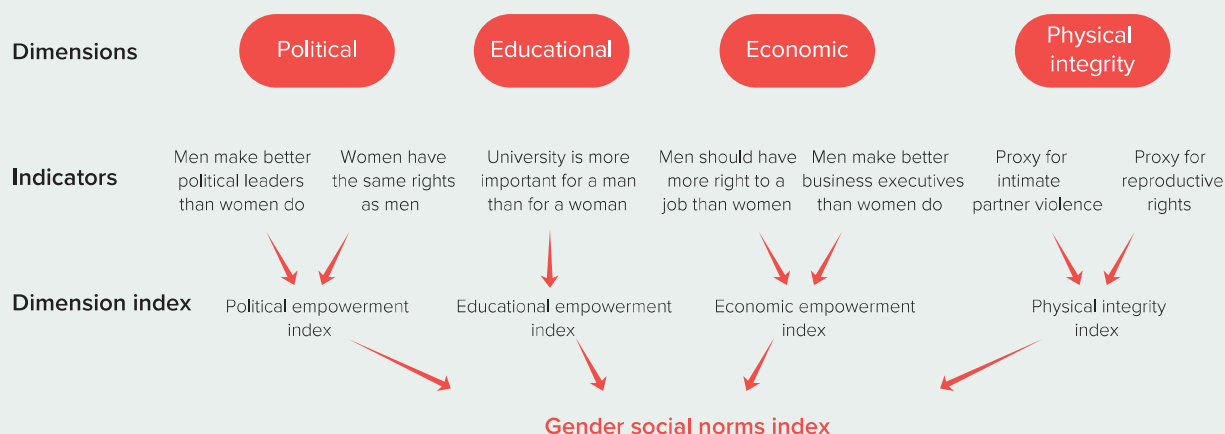 Dimensions
Political
Educational
Economic
Physical
integrity
Indicators
Men make better
political leaders
than women do
Women have
the same rights
as men
University is more
important for a man
than for a woman
Men should have
more right to a
job than women
Men make better
business executives
than women do
Proxy for
intimate
partner violence
Proxy for
reproductive
rights
Dimension index
Political empowerment
index
Educational empowerment
index
Economic empowerment
index
Physical integrity
index
Gender social norms index